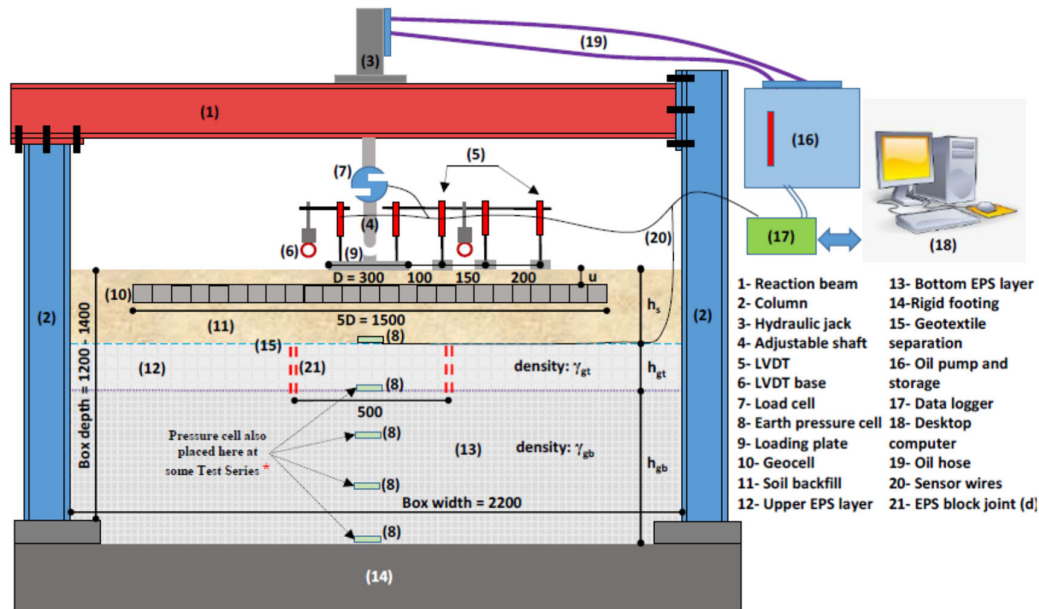 (19)
(3)
(1)
(16)
(5)
(7)
(4)
(20)
(17)
(18)
(6)
(9)
D = 300 100 150 200
u
(10)
5D = 1500
h_s
(2)
(2)
(11)
(8)
(15)
(12)
(21)
density: γ_gt
h_gt
(8)
500
Pressure cell also
placed here at
some Test Series *
(8)
(13)
density: γ_gb
h_gb
(8)
Box width = 2200
Box depth = 1200 - 1400
(8)
(14)
1- Reaction beam
2- Column
3- Hydraulic jack
4- Adjustable shaft
5- LVDT
6- LVDT base
7- Load cell
8- Earth pressure cell
9- Loading plate
10- Geocell
11- Soil backfill
12- Upper EPS layer
13- Bottom EPS layer
14-Rigid footing
15- Geotextile
separation
16- Oil pump and
storage
17- Data logger
18- Desktop
computer
19- Oil hose
20- Sensor wires
21- EPS block joint (d)